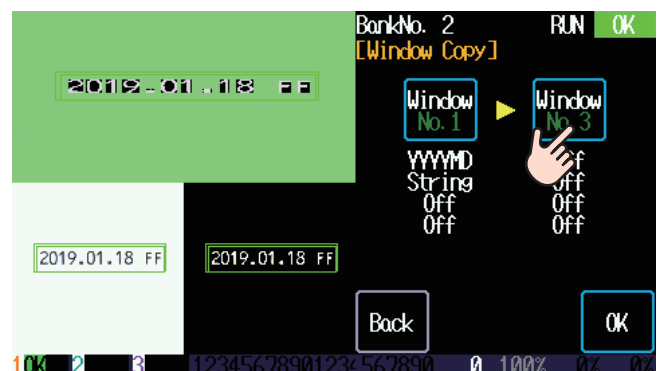 BankNo. 2 RUN OK
[Window Copy]
2019.01.18 FF
Window Window
No.1 No.3
YYYYMD Off
String Off
Off Off
Off Off
2019.01.18 FF 2019.01.18 FF
Back OK
1 OK 2 3 12345678901234567890 0 100% 0% 0%